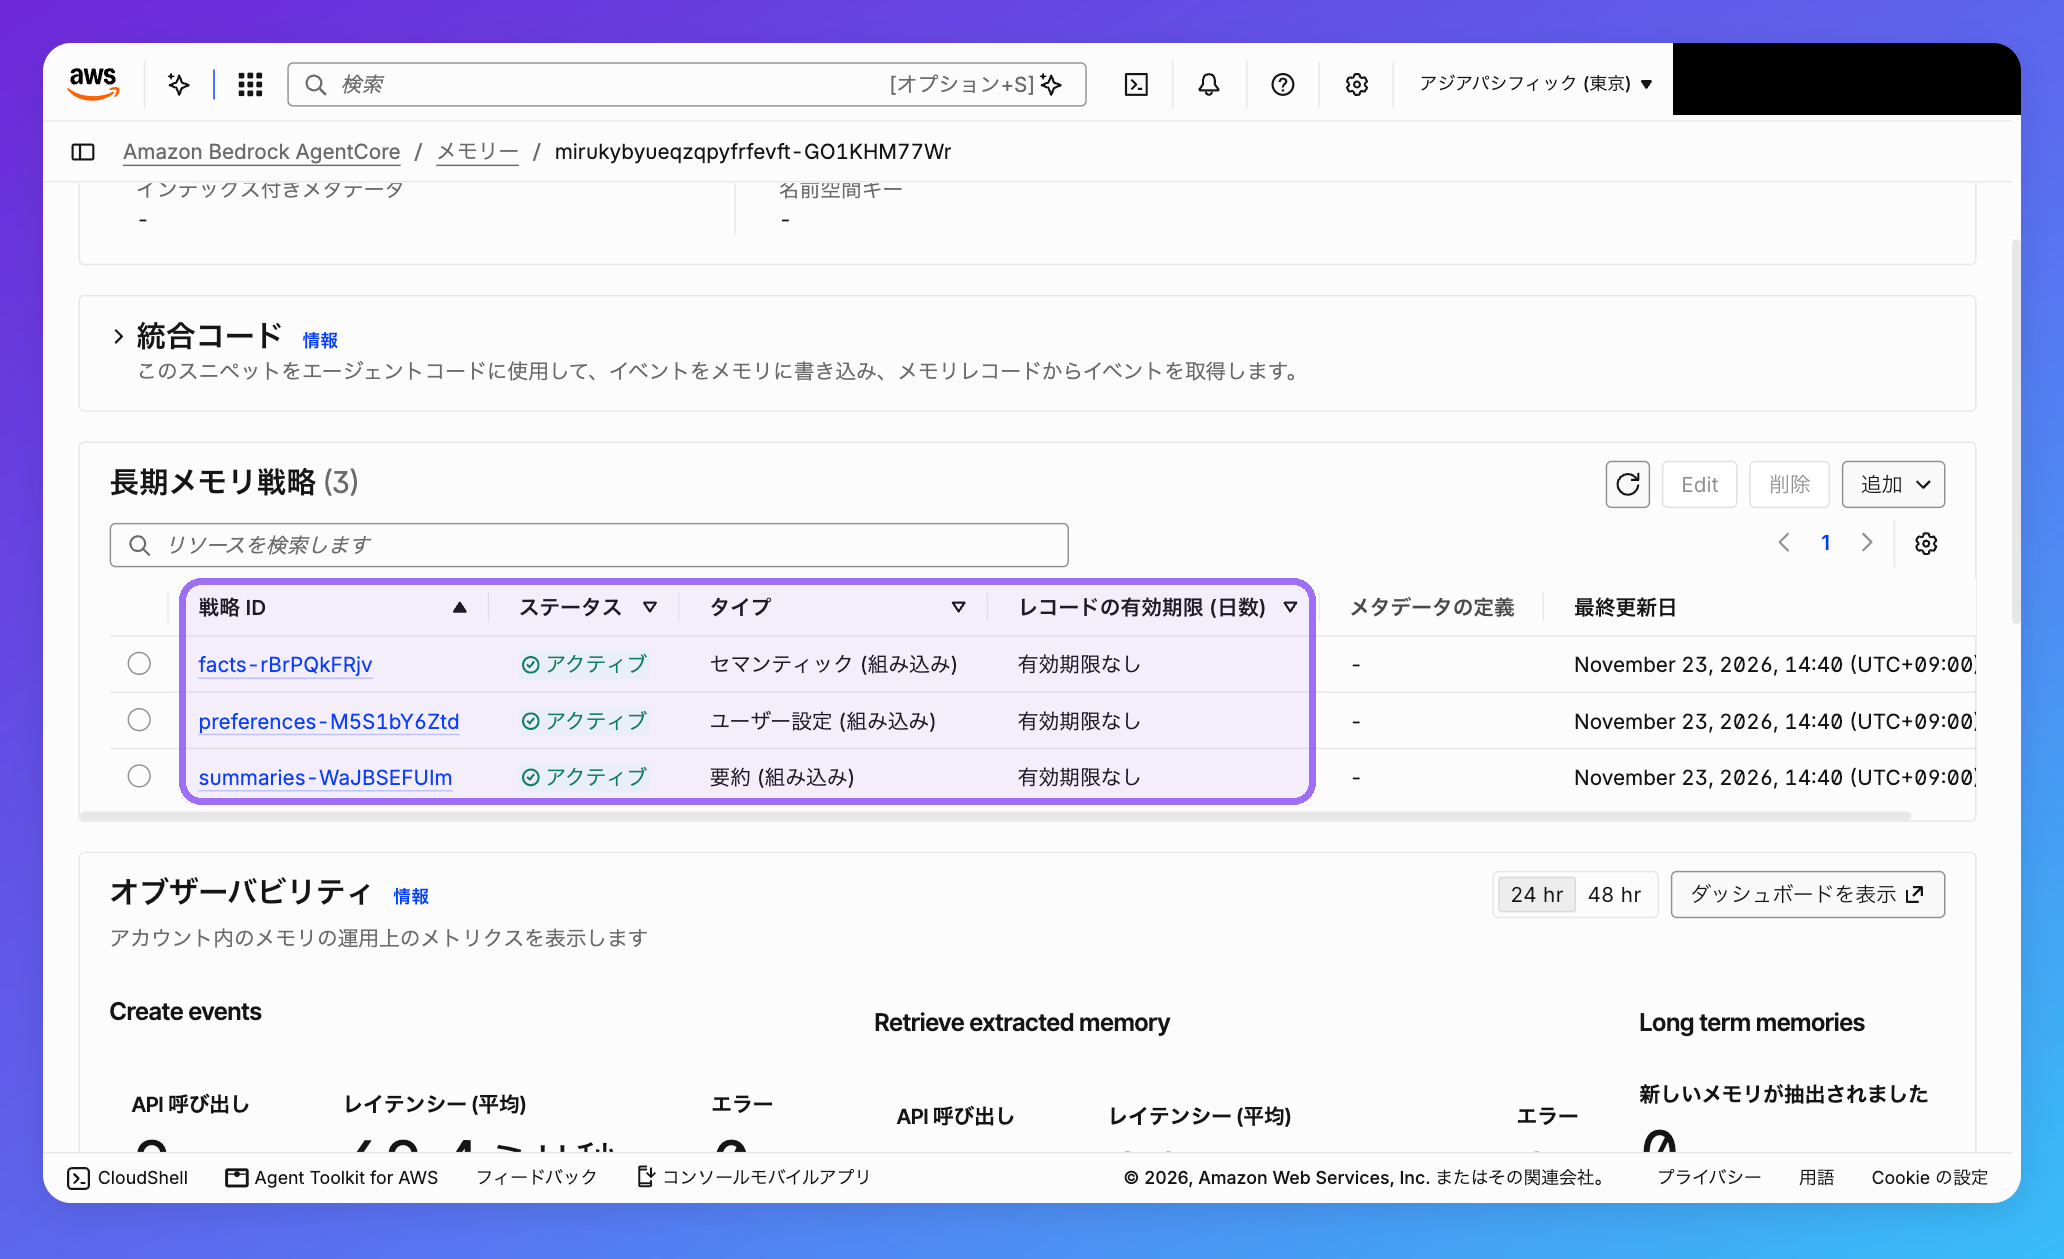 aws
検索 [オプション+S]
アジアパシフィック (東京)
Amazon Bedrock AgentCore / メモリー / mirukybyueqzqpyfrfevft-GO1KHM77Wr
インデックス付きメタデータ 名前空間キー
- -
統合コード 情報
このスニペットをエージェントコードに使用して、イベントをメモリに書き込み、メモリレコードからイベントを取得します。
長期メモリ戦略 (3) Edit 削除 追加
リソースを検索します 1
戦略 ID ステータス タイプ レコードの有効期限 (日数) メタデータの定義 最終更新日
facts-rBrPQkFRjv アクティブ セマンティック (組み込み) 有効期限なし - November 23, 2026, 14:40 (UTC+09:00)
preferences-M5S1bY6Ztd アクティブ ユーザー設定 (組み込み) 有効期限なし - November 23, 2026, 14:40 (UTC+09:00)
summaries-WaJBSEFUIm アクティブ 要約 (組み込み) 有効期限なし - November 23, 2026, 14:40 (UTC+09:00)
オブザーバビリティ 情報 24 hr 48 hr ダッシュボードを表示
アカウント内のメモリの運用上のメトリクスを表示します
Create events
Retrieve extracted memory Long term memories
新しいメモリが抽出されました
API 呼び出し レイテンシー (平均) エラー
API 呼び出し レイテンシー (平均) エラー
CloudShell Agent Toolkit for AWS フィードバック コンソールモバイルアプリ © 2026, Amazon Web Services, Inc. またはその関連会社。 プライバシー 用語 Cookie の設定